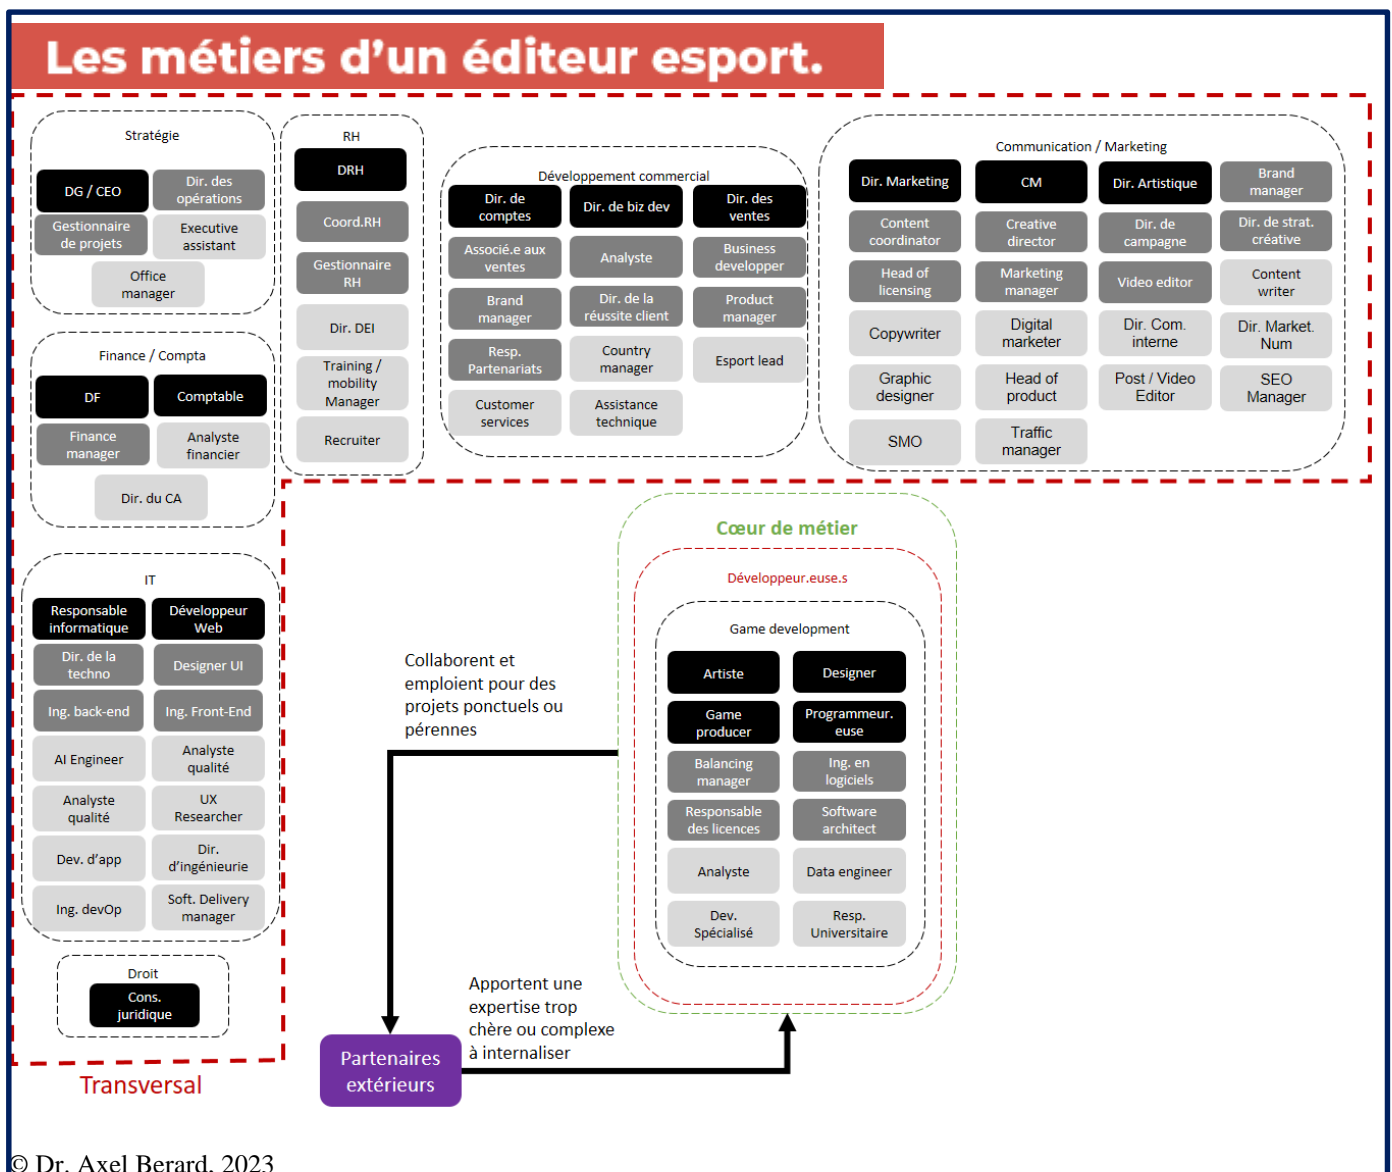 Les métiers d'un éditeur esport.
Stratégie
DG / CEO
Dir. des
opérations
Gestionnaire
de projets
Executive
assistant
Office
manager
RH
DRH
Coord.RH
Gestionnaire
RH
Dir. DEI
Training /
mobility
Manager
Recruiter
Développement commercial
Dir. de
comptes
Dir. de biz dev
Dir. des
ventes
Associé.e aux
ventes
Analyste
Business
developper
Brand
manager
Dir. de la
réussite client
Product
manager
Resp.
Partenariats
Country
manager
Esport lead
Customer
services
Assistance
technique
Communication / Marketing
Dir. Marketing
CM
Dir. Artistique
Brand
manager
Content
coordinator
Creative
director
Dir. de
campagne
Dir. de strat.
créative
Head of
licensing
Marketing
manager
Video editor
Content
writer
Copywriter
Digital
marketer
Dir. Com.
interne
Dir. Market.
Num
Graphic
designer
Head of
product
Post / Video
Editor
SEO
Manager
SMO
Traffic
manager
Finance / Compta
DF
Comptable
Finance
manager
Analyste
financier
Dir. du CA
IT
Responsable
informatique
Développeur
Web
Dir. de la
techno
Designer UI
Ing. back-end
Ing. Front-End
AI Engineer
Analyste
qualité
Analyste
qualité
UX
Researcher
Dev. d'app
Dir.
d'ingénieurie
Ing. devOp
Soft. Delivery
manager
Droit
Cons.
juridique
Transversal
Cœur de métier
Développeur.euse.s
Game development
Artiste
Designer
Game
producer
Programmeur.
euse
Balancing
manager
Ing. en
logiciels
Responsable
des licences
Software
architect
Analyste
Data engineer
Dev.
Spécialisé
Resp.
Universitaire
Collaborent et
emploient pour des
projets ponctuels ou
pérennes
Apportent une
expertise trop
chère ou complexe
à internaliser
Partenaires
extérieurs
© Dr. Axel Berard, 2023